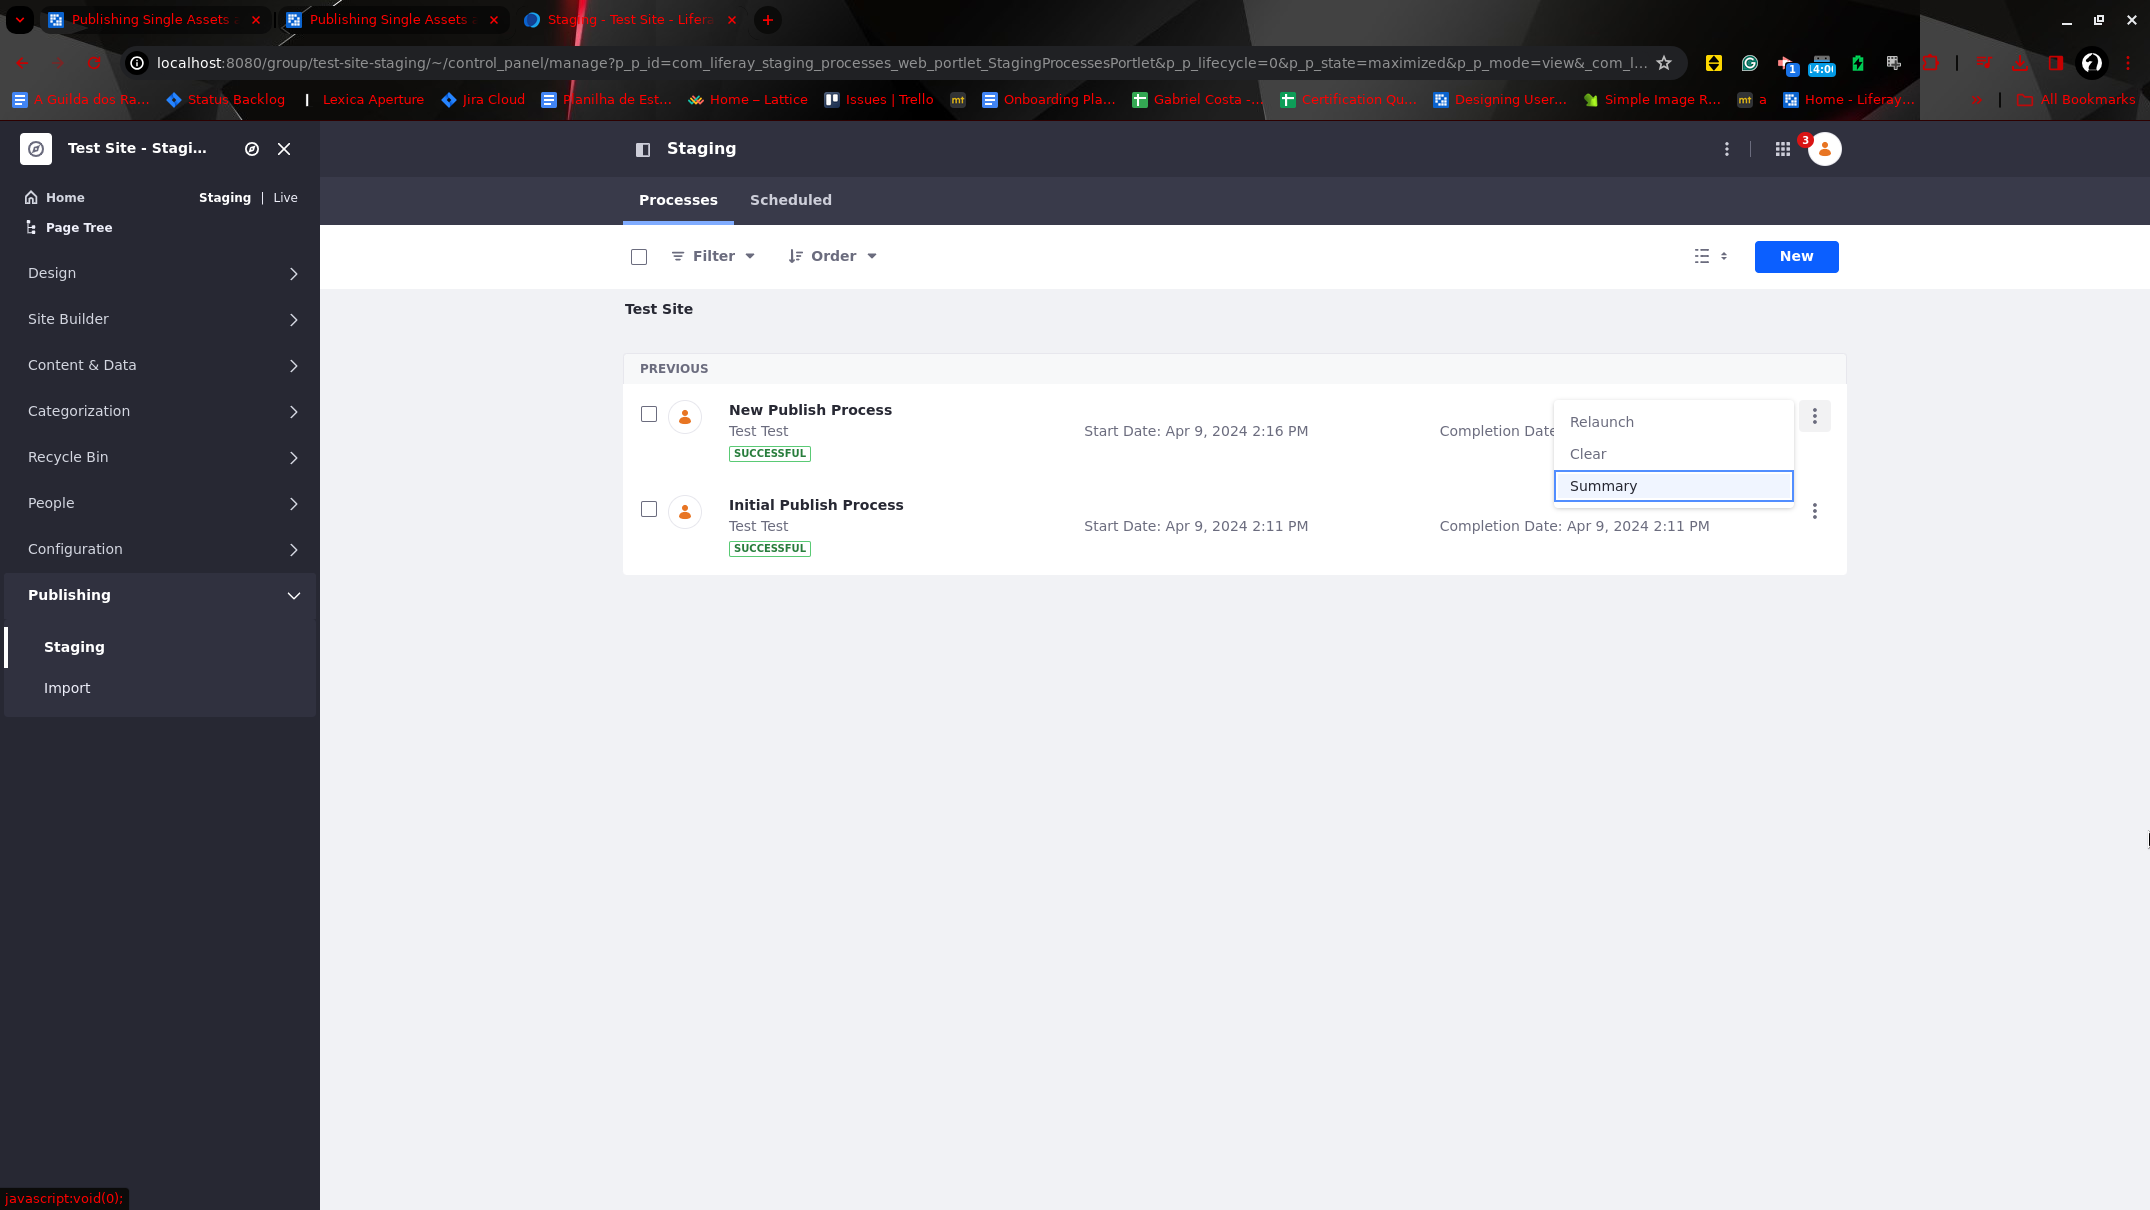 Publishing Single Assets
Publishing Single Assets
Staging - Test Site - Lifera
localhost:8080/group/test-site-staging/~/control_panel/manage?p_p_id=com_liferay_staging_processes_web_portlet_StagingProcessesPortlet&p_p_lifecycle=0&p_p_state=maximized&p_p_mode=view&_com_l...
1
14:00
A Guilda dos Ra...
Status Backlog
Lexica Aperture
Jira Cloud
Planilha de Est...
Home – Lattice
Issues | Trello
mt
Onboarding Pla...
Gabriel Costa -...
Certification Qu...
Designing User...
Simple Image R...
mt a
Home - Liferay...
All Bookmarks
Test Site - Stagi...
Staging
3
Home
Staging | Live
Page Tree
Processes
Scheduled
Design
Filter
Order
New
Site Builder
Test Site
Content & Data
PREVIOUS
Categorization
New Publish Process
Test Test
Start Date: Apr 9, 2024 2:16 PM
Completion Date
SUCCESSFUL
Relaunch
Clear
Summary
Recycle Bin
People
Initial Publish Process
Test Test
Start Date: Apr 9, 2024 2:11 PM
Completion Date: Apr 9, 2024 2:11 PM
SUCCESSFUL
Configuration
Publishing
Staging
Import
javascript:void(0);